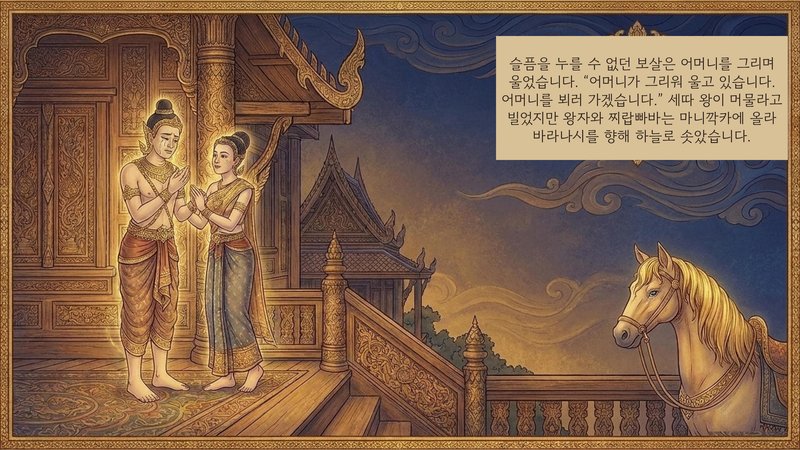 슬픔을 누를 수 없던 보살은 어머니를 그리며
울었습니다. “어머니가 그리워 울고 있습니다.
어머니를 뵈러 가겠습니다.” 세따 왕이 머물라고
빌었지만 왕자와 찌랍빠바는 마니깍카에 올라
바라나시를 향해 하늘로 솟았습니다.